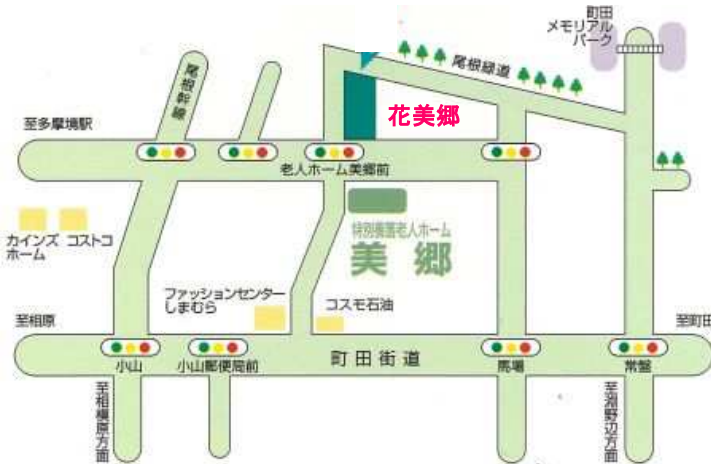 町田
メモリアル
パーク
尾根緑道
尾根幹線
至多摩境駅
花美郷
老人ホーム美郷前
特別養護老人ホーム
美郷
カインズ
ホーム
コストコ
ファッションセンター
しまむら
コスモ石油
至相原
至町田
小山
小山郵便局前
町田街道
馬場
常盤
至相模原方面
至淵野辺方面